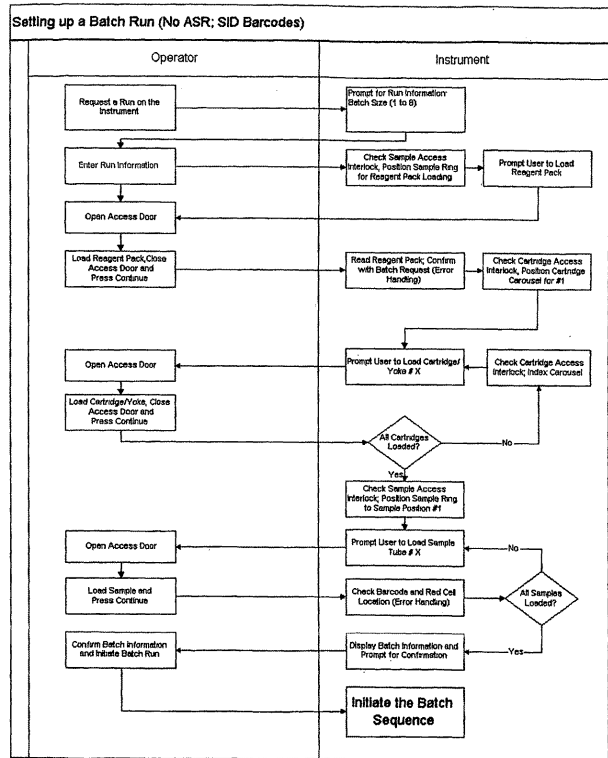 Setting up a Batch Run (No ASR; SID Barcodes)
Operator
Instrument
Request a Run on the
Instrument
Prompt for Run Information:
Batch Size (1 to 8)
Enter Run Information
Check Sample Access
Interlock, Position Sample Ring
for Reagent Pack Loading
Prompt User to Load
Reagent Pack
Open Access Door
Load Reagent Pack,Close
Access Door and
Press Continue
Read Reagent Pack; Confirm
with Batch Request (Error
Handling)
Check Cartridge Access
Interlock, Position Cartridge
Carousel for #1
Open Access Door
Prompt User to Load Cartridge/
Yoke # X
Check Cartridge Access
Interlock; Index Carousel
Load Cartridge/Yoke, Close
Access Door and
Press Continue
All Cartridges
Loaded?
No
Yes
Check Sample Access
Interlock; Position Sample Ring
to Sample Position #1
Open Access Door
Prompt User to Load Sample
Tube # X
No
Load Sample and
Press Continue
Check Barcode and Red Cell
Location (Error Handling)
All Samples
Loaded?
Confirm Batch Information
and Initiate Batch Run
Display Batch Information and
Prompt for Confirmation
Yes
Initiate the Batch
Sequence